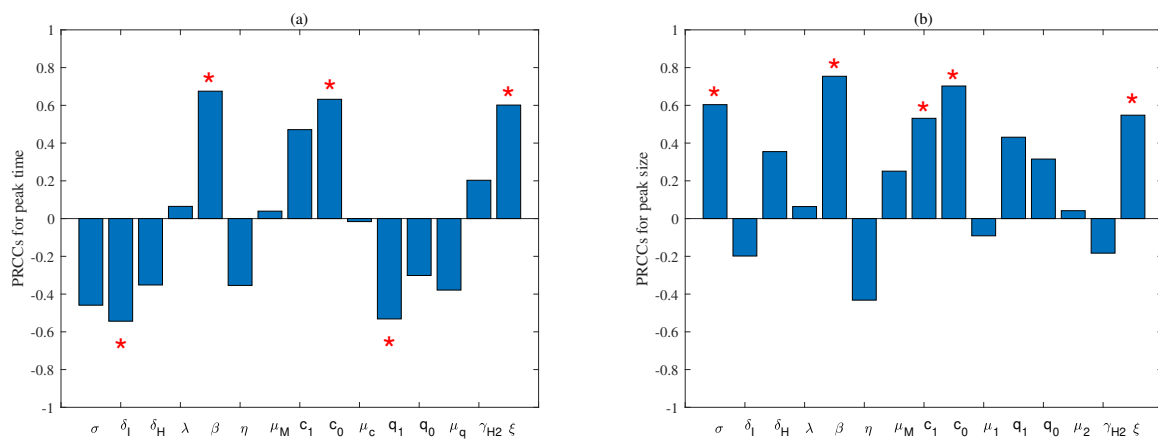 (a)
PRCCs for peak time
1
0.8
0.6
0.4
0.2
0
-0.2
-0.4
-0.6
-0.8
-1
* * * * *
σ δI δH λ β η μM c1 c0 μc q1 q0 μq γH2 ξ
(b)
PRCCs for peak size
1
0.8
0.6
0.4
0.2
0
-0.2
-0.4
-0.6
-0.8
-1
* * * * *
σ δI δH λ β η μM c1 c0 μ1 q1 q0 μ2 γH2 ξ